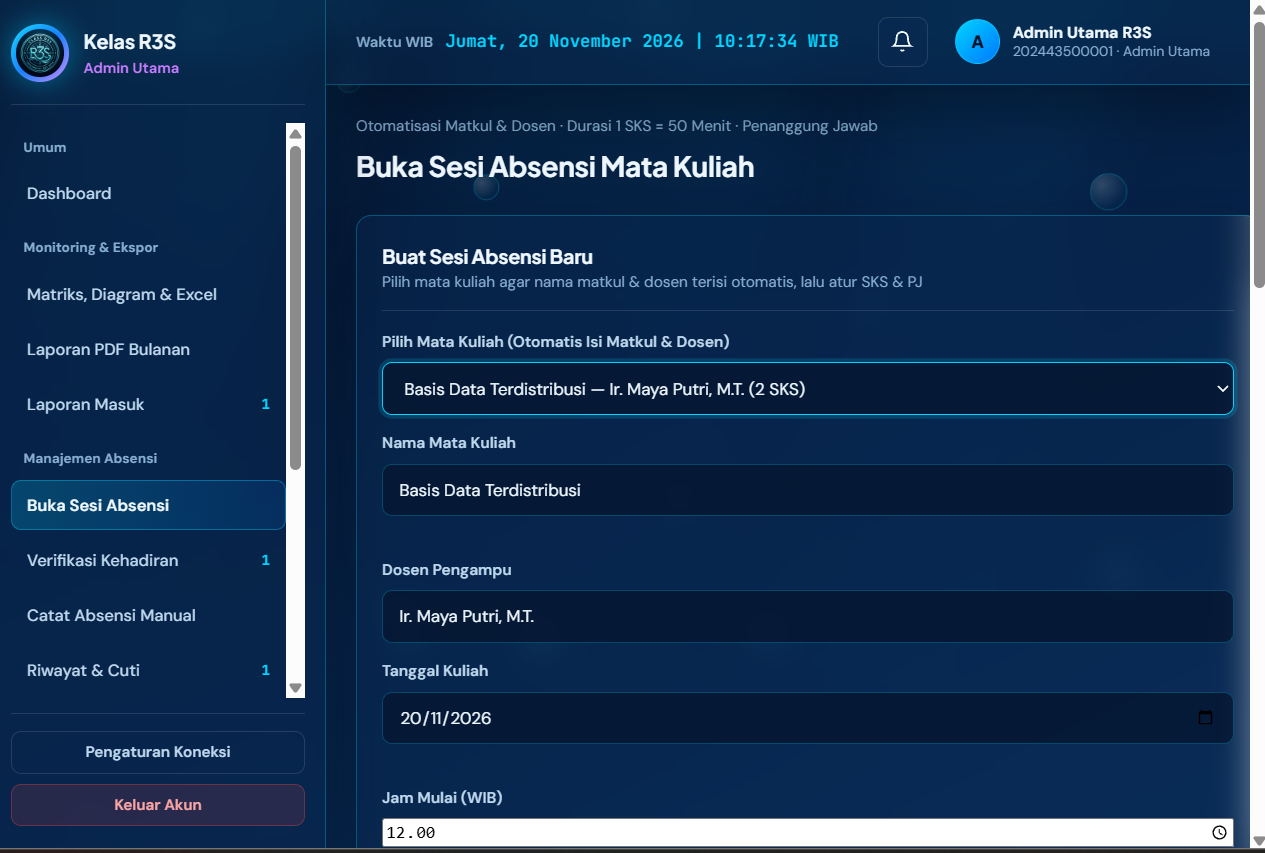 Kelas R3S
Admin Utama
Umum
Dashboard
Monitoring & Ekspor
Matriks, Diagram & Excel
Laporan PDF Bulanan
Laporan Masuk 1
Manajemen Absensi
Buka Sesi Absensi
Verifikasi Kehadiran 1
Catat Absensi Manual
Riwayat & Cuti 1
Pengaturan Koneksi
Keluar Akun
Waktu WIB Jumat, 20 November 2026 | 10:17:34 WIB
A
Admin Utama R3S
202443500001 · Admin Utama
Otomatisasi Matkul & Dosen · Durasi 1 SKS = 50 Menit · Penanggung Jawab
Buka Sesi Absensi Mata Kuliah
Buat Sesi Absensi Baru
Pilih mata kuliah agar nama matkul & dosen terisi otomatis, lalu atur SKS & PJ
Pilih Mata Kuliah (Otomatis Isi Matkul & Dosen)
Basis Data Terdistribusi — Ir. Maya Putri, M.T. (2 SKS)
Nama Mata Kuliah
Basis Data Terdistribusi
Dosen Pengampu
Ir. Maya Putri, M.T.
Tanggal Kuliah
20/11/2026
Jam Mulai (WIB)
12.00